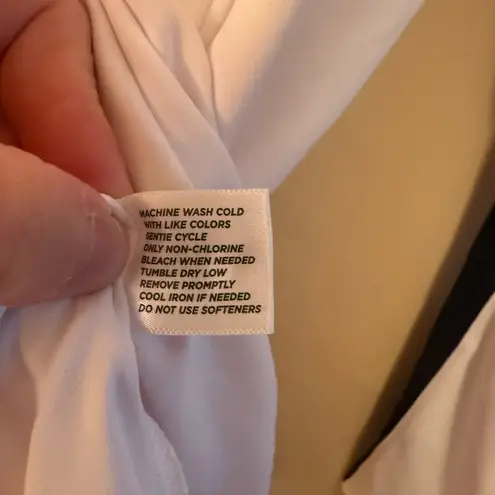 MACHINE WASH COLD
WITH LIKE COLORS
GENTIE CYCLE
ONLY NON-CHLORINE
BLEACH WHEN NEEDED
TUMBLE DRY LOW
REMOVE PROMPTLY
COOL IRON IF NEEDED
DO NOT USE SOFTENERS